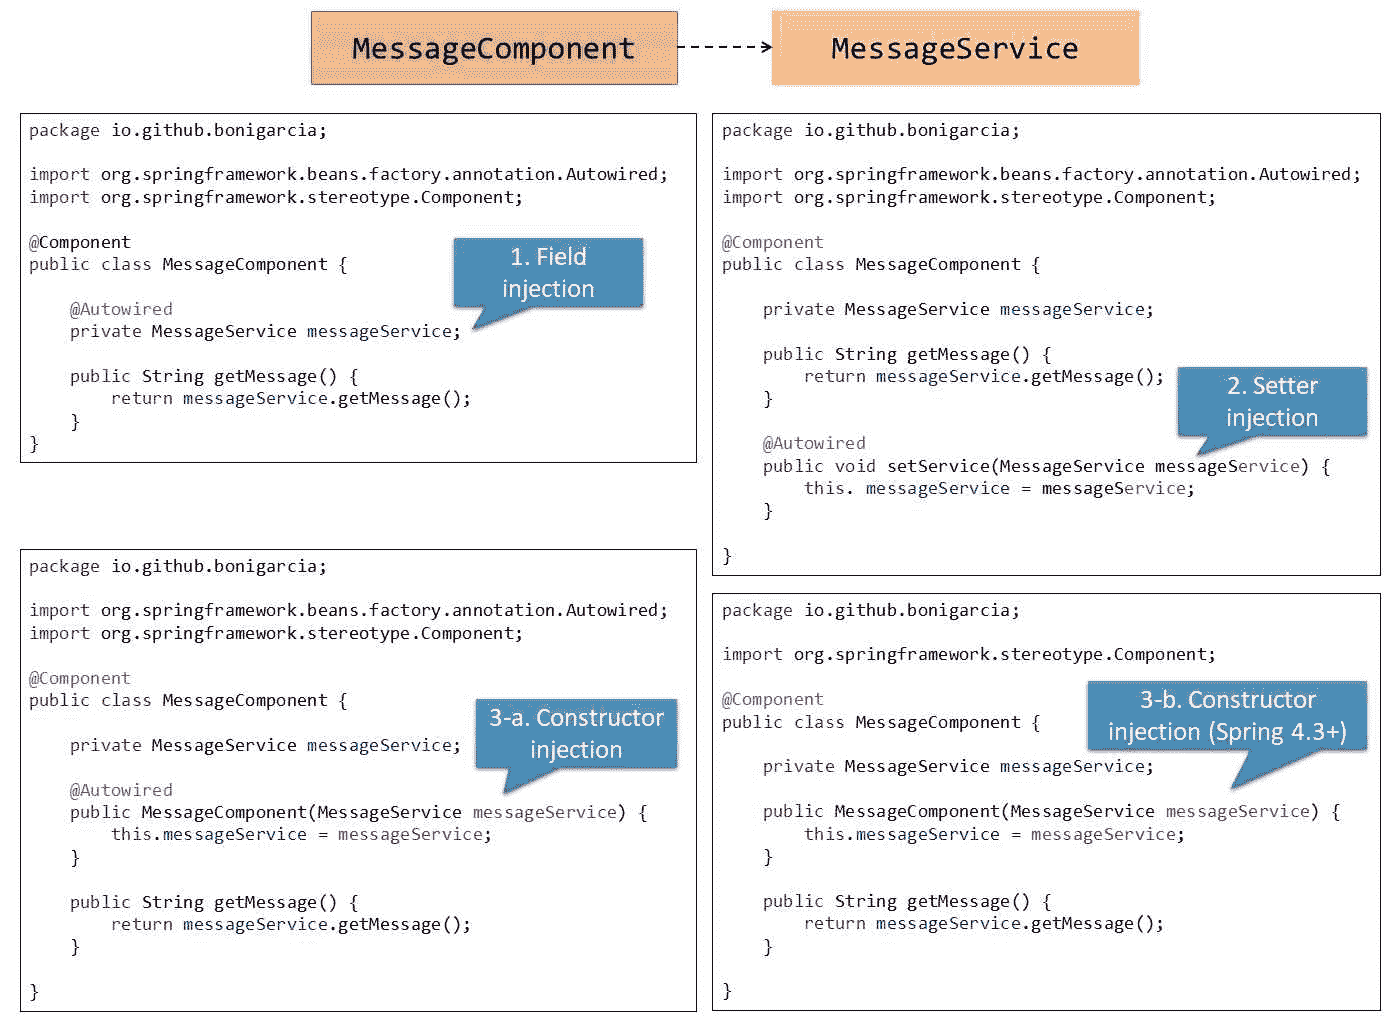 MessageComponent
MessageService
package io.github.bonigarcia;
import org.springframework.beans.factory.annotation.Autowired;
import org.springframework.stereotype.Component;
@Component
public class MessageComponent {
1. Field
injection
@Autowired
private MessageService messageService;
public String getMessage() {
return messageService.getMessage();
}
}
package io.github.bonigarcia;
import org.springframework.beans.factory.annotation.Autowired;
import org.springframework.stereotype.Component;
@Component
public class MessageComponent {
private MessageService messageService;
public String getMessage() {
return messageService.getMessage();
}
2. Setter
injection
@Autowired
public void setService(MessageService messageService) {
this. messageService = messageService;
}
}
package io.github.bonigarcia;
import org.springframework.beans.factory.annotation.Autowired;
import org.springframework.stereotype.Component;
@Component
public class MessageComponent {
3-a. Constructor
injection
private MessageService messageService;
@Autowired
public MessageComponent(MessageService messageService) {
this.messageService = messageService;
}
public String getMessage() {
return messageService.getMessage();
}
}
package io.github.bonigarcia;
import org.springframework.stereotype.Component;
@Component
public class MessageComponent {
3-b. Constructor
injection (Spring 4.3+)
private MessageService messageService;
public MessageComponent(MessageService messageService) {
this.messageService = messageService;
}
public String getMessage() {
return messageService.getMessage();
}
}